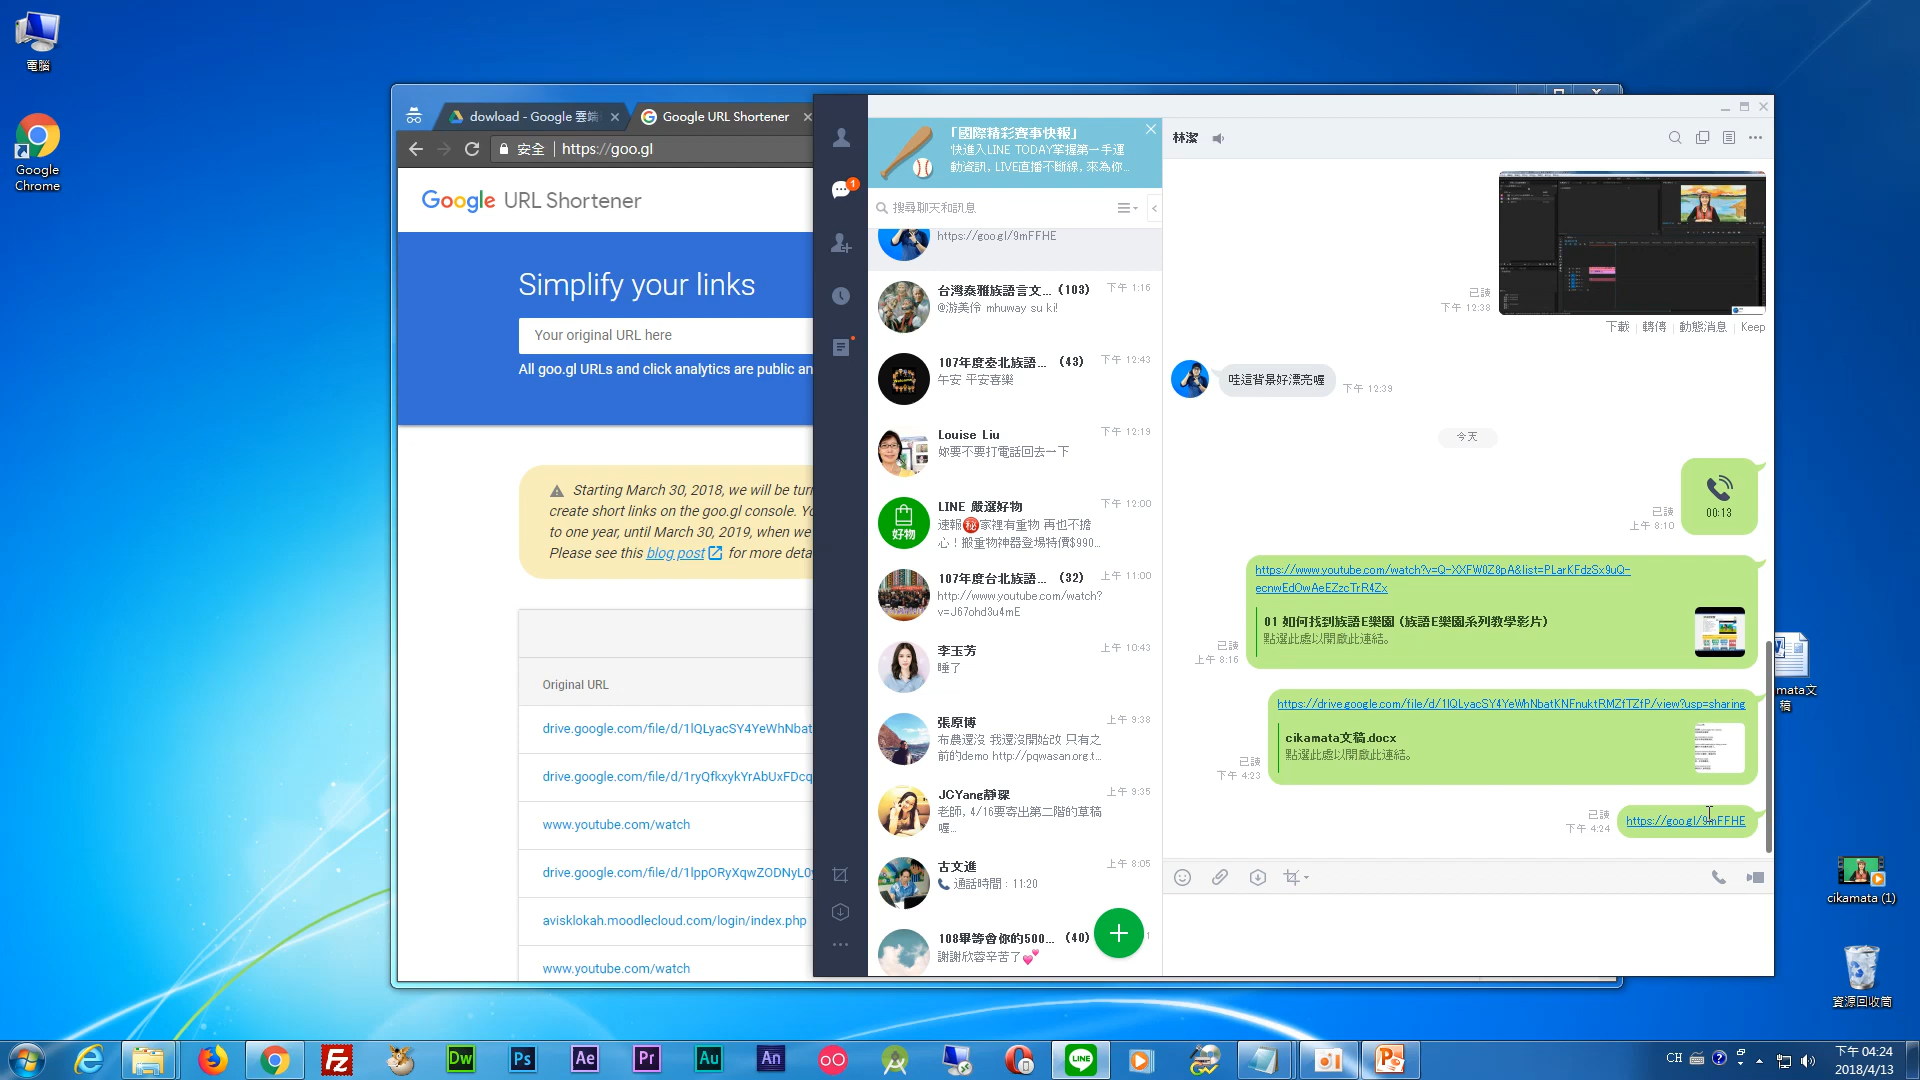 電腦
Google
Chrome
dowload - Google 雲端
Google URL Shortener
安全
https://goo.gl
Google URL Shortener
Simplify your links
Your original URL here
All goo.gl URLs and click analytics are public an
Starting March 30, 2018, we will be tur
create short links on the goo.gl console. Yo
to one year, until March 30, 2019, when we
Please see this blog post for more deta
Original URL
drive.google.com/file/d/1lQLyacSY4YeWhNbat
drive.google.com/file/d/1ryQfkxykYrAbUxFDcq
www.youtube.com/watch
drive.google.com/file/d/1lppORyXqwZODNyL0y
avisklokah.moodlecloud.com/login/index.php
www.youtube.com/watch
1
「國際精彩賽事快報」
快進入LINE TODAY掌握第一手運
動資訊, LIVE直播不斷線, 來為你...
搜尋聊天和訊息
https://goo.gl/9mFFHE
台灣泰雅族語言文... (103) 下午 1:16
@游美伶 mhuway su ki!
107年度臺北族語... (43) 下午 12:43
午安 平安喜樂
Louise Liu 下午 12:19
妳要不要打電話回去一下
LINE 嚴選好物 下午 12:00
好物
速報㊙家裡有重物 再也不擔
心！搬重物神器登場特價$990...
107年度台北族語... (32) 上午 11:00
http://www.youtube.com/watch?
v=J67ohd3u4mE
李玉芳 上午 10:43
睡了
張原博 上午 9:38
布農還沒 我還沒開始改 只有之
前的demo http://pqwasan.org.t...
JCYang靜琛 上午 9:35
老師, 4/16要寄出第二階的草稿
喔...
古文進 上午 8:05
通話時間 : 11:20
108畢籌會你的500... (40) 1
謝謝欣蓉辛苦了💕
林潔
已讀
下午 12:38
下載 | 轉傳 | 動態消息 | Keep
哇這背景好漂亮喔 下午 12:39
今天
00:13
已讀
上午 8:10
https://www.youtube.com/watch?v=Q-XXFW0Z8pA&list=PLarKFdzSx9uQ-
ecnwEdOwAeEZzcTrR4Zx
01 如何找到族語E樂園 (族語E樂園系列教學影片)
點選此處以開啟此連結。
已讀
上午 8:16
https://drive.google.com/file/d/1lQLyacSY4YeWhNbatKNFnuktRMZfTZfP/view?usp=sharing
cikamata文稿.docx
點選此處以開啟此連結。
已讀
下午 4:23
已讀
下午 4:24
https://goo.gl/9mFFHE
mata文
稿
cikamata (1)
資源回收筒
Fz
Dw
Ps
Ae
Pr
Au
An
LINE
CH
下午 04:24
2018/4/13